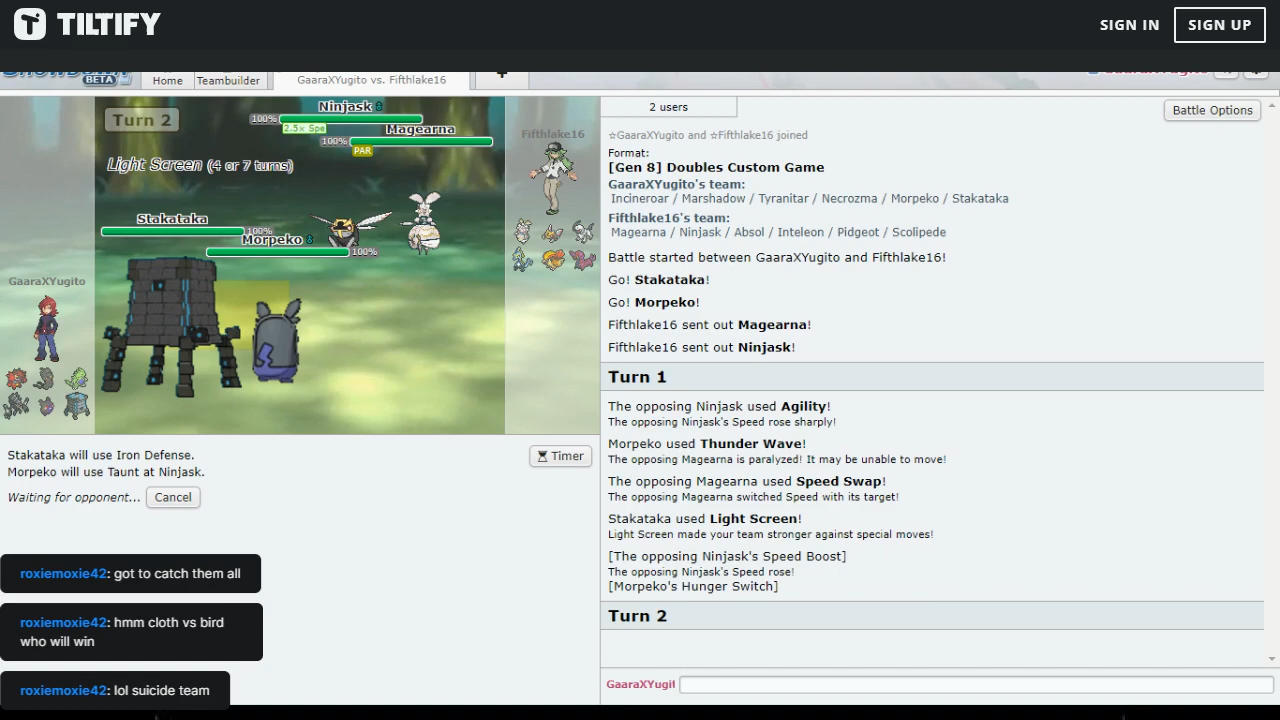 TILTIFY
SIGN IN
SIGN UP
BETA
Home
Teambuilder
GaaraXYugito vs. Fifthlake16
+
Turn 2
Ninjask
100%
2.5× Spe
Magearna
100%
PAR
Light Screen (4 or 7 turns)
Stakataka
100%
Morpeko
100%
GaaraXYugito
Fifthlake16
Stakataka will use Iron Defense.
Morpeko will use Taunt at Ninjask.
Waiting for opponent...
Cancel
Timer
roxiemoxie42: got to catch them all
roxiemoxie42: hmm cloth vs bird
who will win
roxiemoxie42: lol suicide team
2 users
Battle Options
☆GaaraXYugito and ☆Fifthlake16 joined
Format:
[Gen 8] Doubles Custom Game
GaaraXYugito's team:
Incineroar / Marshadow / Tyranitar / Necrozma / Morpeko / Stakataka
Fifthlake16's team:
Magearna / Ninjask / Absol / Inteleon / Pidgeot / Scolipede
Battle started between GaaraXYugito and Fifthlake16!
Go! Stakataka!
Go! Morpeko!
Fifthlake16 sent out Magearna!
Fifthlake16 sent out Ninjask!
Turn 1
The opposing Ninjask used Agility!
The opposing Ninjask's Speed rose sharply!
Morpeko used Thunder Wave!
The opposing Magearna is paralyzed! It may be unable to move!
The opposing Magearna used Speed Swap!
The opposing Magearna switched Speed with its target!
Stakataka used Light Screen!
Light Screen made your team stronger against special moves!
[The opposing Ninjask's Speed Boost]
The opposing Ninjask's Speed rose!
[Morpeko's Hunger Switch]
Turn 2
GaaraXYugit